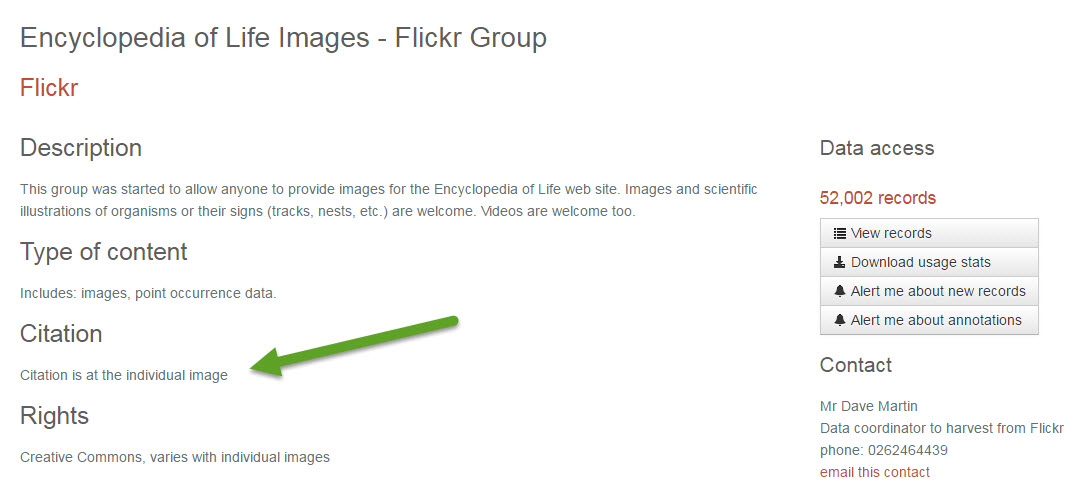 Encyclopedia of Life Images - Flickr Group
Flickr
Description
This group was started to allow anyone to provide images for the Encyclopedia of Life web site. Images and scientific
illustrations of organisms or their signs (tracks, nests, etc.) are welcome. Videos are welcome too.
Type of content
Includes: images, point occurrence data.
Citation
Citation is at the individual image
Rights
Creative Commons, varies with individual images
Data access
52,002 records
View records
Download usage stats
Alert me about new records
Alert me about annotations
Contact
Mr Dave Martin
Data coordinator to harvest from Flickr
phone: 0262464439
email this contact